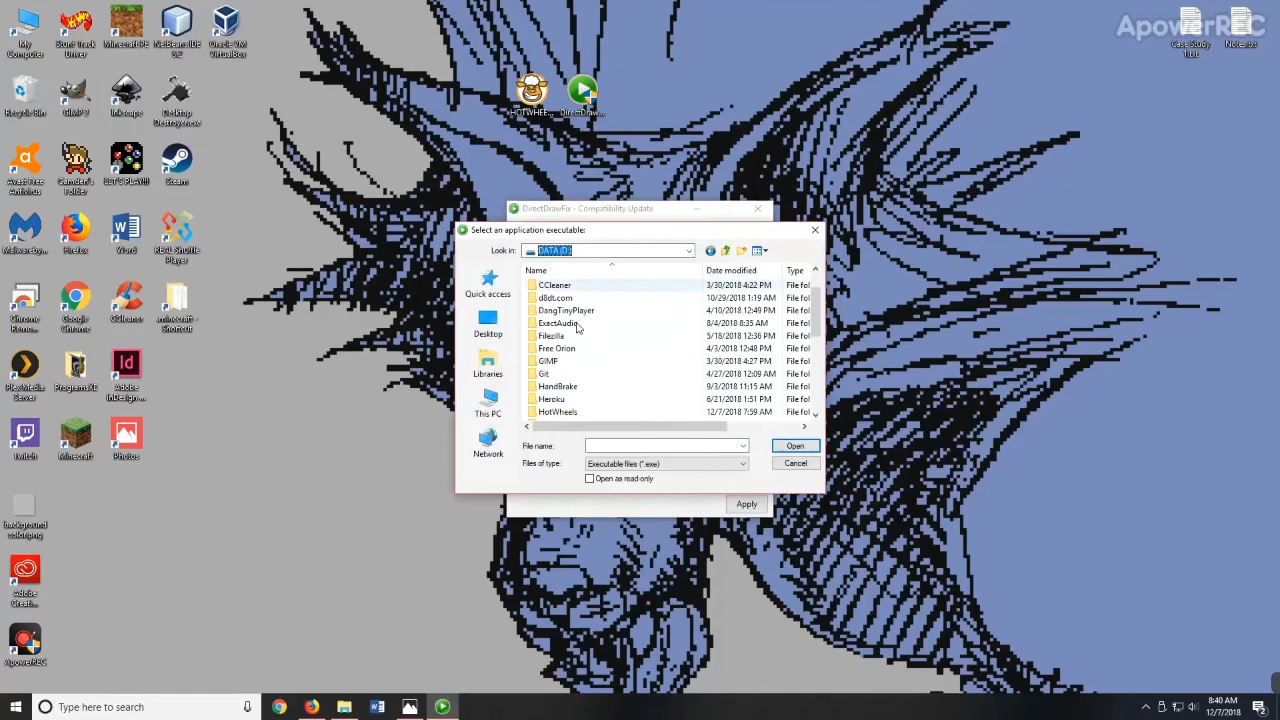 ApowerREC
My Computer
Stunt Track Driver
Minecraft PE
NetBeans IDE 8.2
Oracle VM VirtualBox
Case Study 1.txt
Notes.txt
Recycle Bin
GIMP 2
Inkscape
Desktop Destroyer.exe
HOTWHEE...
DirectDraw...
Avast Free Antivirus
Camden's Folder
LET'S PLAY!!!
Steam
Malwareby...
Firefox
Word
REAL Shuffle Player
DirectDrawFix - Compatibility Update
Select an application executable:
Look in:
DATA (D:)
Name
Date modified
Type
CCleaner 3/30/2018 4:22 PM File fol
d8dt.com 10/29/2018 1:19 AM File fol
DangTinyPlayer 4/10/2018 12:49 PM File fol
ExactAudio 8/4/2018 8:35 AM File fol
Filezilla 5/18/2018 12:36 PM File fol
Free Orion 4/3/2018 12:48 PM File fol
GIMP 3/30/2018 4:27 PM File fol
Git 4/27/2018 12:09 AM File fol
HandBrake 9/3/2018 11:15 AM File fol
Heroku 6/21/2018 1:51 PM File fol
HotWheels 12/7/2018 7:59 AM File fol
Quick access
Desktop
Libraries
This PC
Network
File name:
Open
Files of type:
Executable files (*.exe)
Cancel
Open as read only
Apply
Chrome Remo...
Google Chrome
CCleaner
.minecraft - Shortcut
Plex Media Server
ProgramsXE
Adobe InDesign ...
Twitch
Minecraft
Photos
background color.png
Adobe Creati...
ApowerREC
Type here to search
8:40 AM
12/7/2018
2